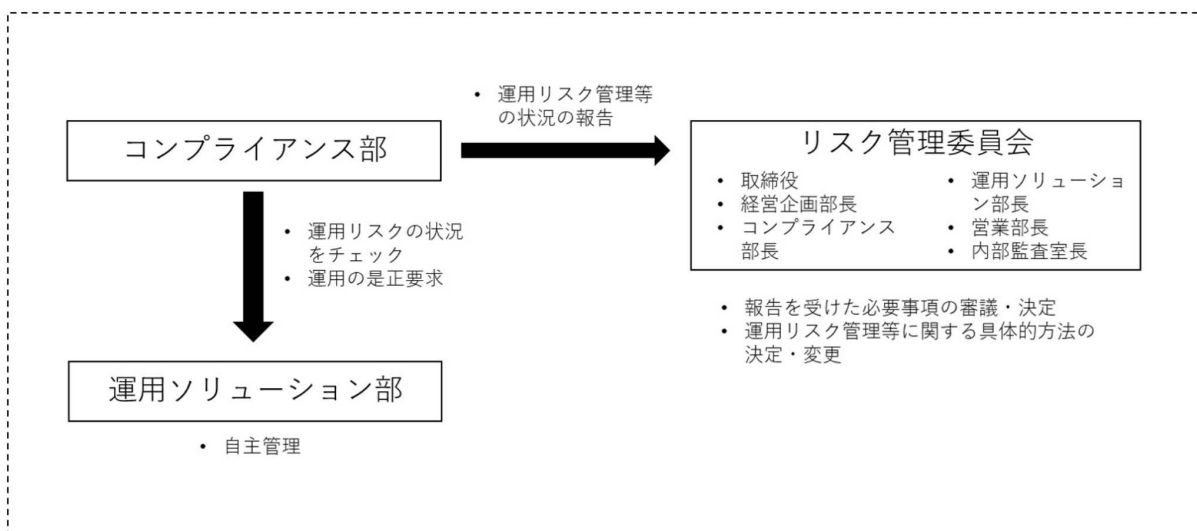 コンプライアンス部
• 運用リスク管理等
の状況の報告
リスク管理委員会
• 取締役
• 経営企画部長
• コンプライアンス
部長
• 運用ソリューショ
ン部長
• 営業部長
• 内部監査室長
• 運用リスクの状況
をチェック
• 運用の是正要求
• 報告を受けた必要事項の審議・決定
• 運用リスク管理等に関する具体的方法の
決定・変更
運用ソリューション部
• 自主管理